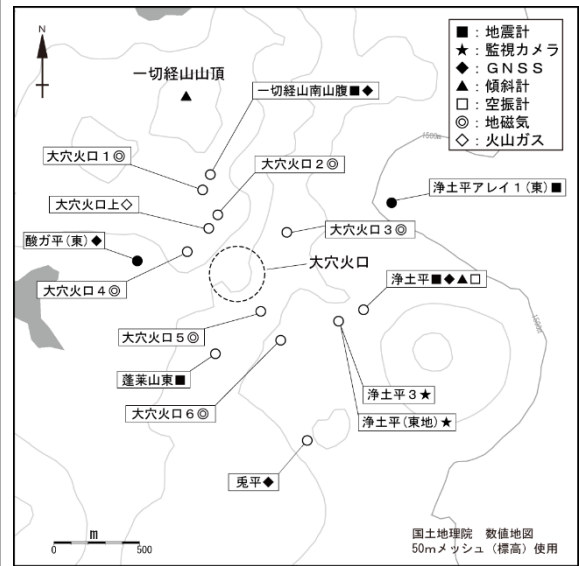 N
■：地震計
★：監視カメラ
◆：ＧＮＳＳ
▲：傾斜計
□：空振計
◎：地磁気
◇：火山ガス
一切経山山頂
一切経山南山腹■◆
大穴火口１◎
大穴火口２◎
1500m
大穴火口上◇
浄土平アレイ１(東)■
酸ガ平(東)◆
大穴火口３◎
大穴火口
大穴火口４◎
浄土平■◆▲□
1500m
大穴火口５◎
蓬莱山東■
浄土平３★
大穴火口６◎
浄土平(東地)★
兎平◆
m
0 500
国土地理院　数値地図
50mメッシュ（標高）使用